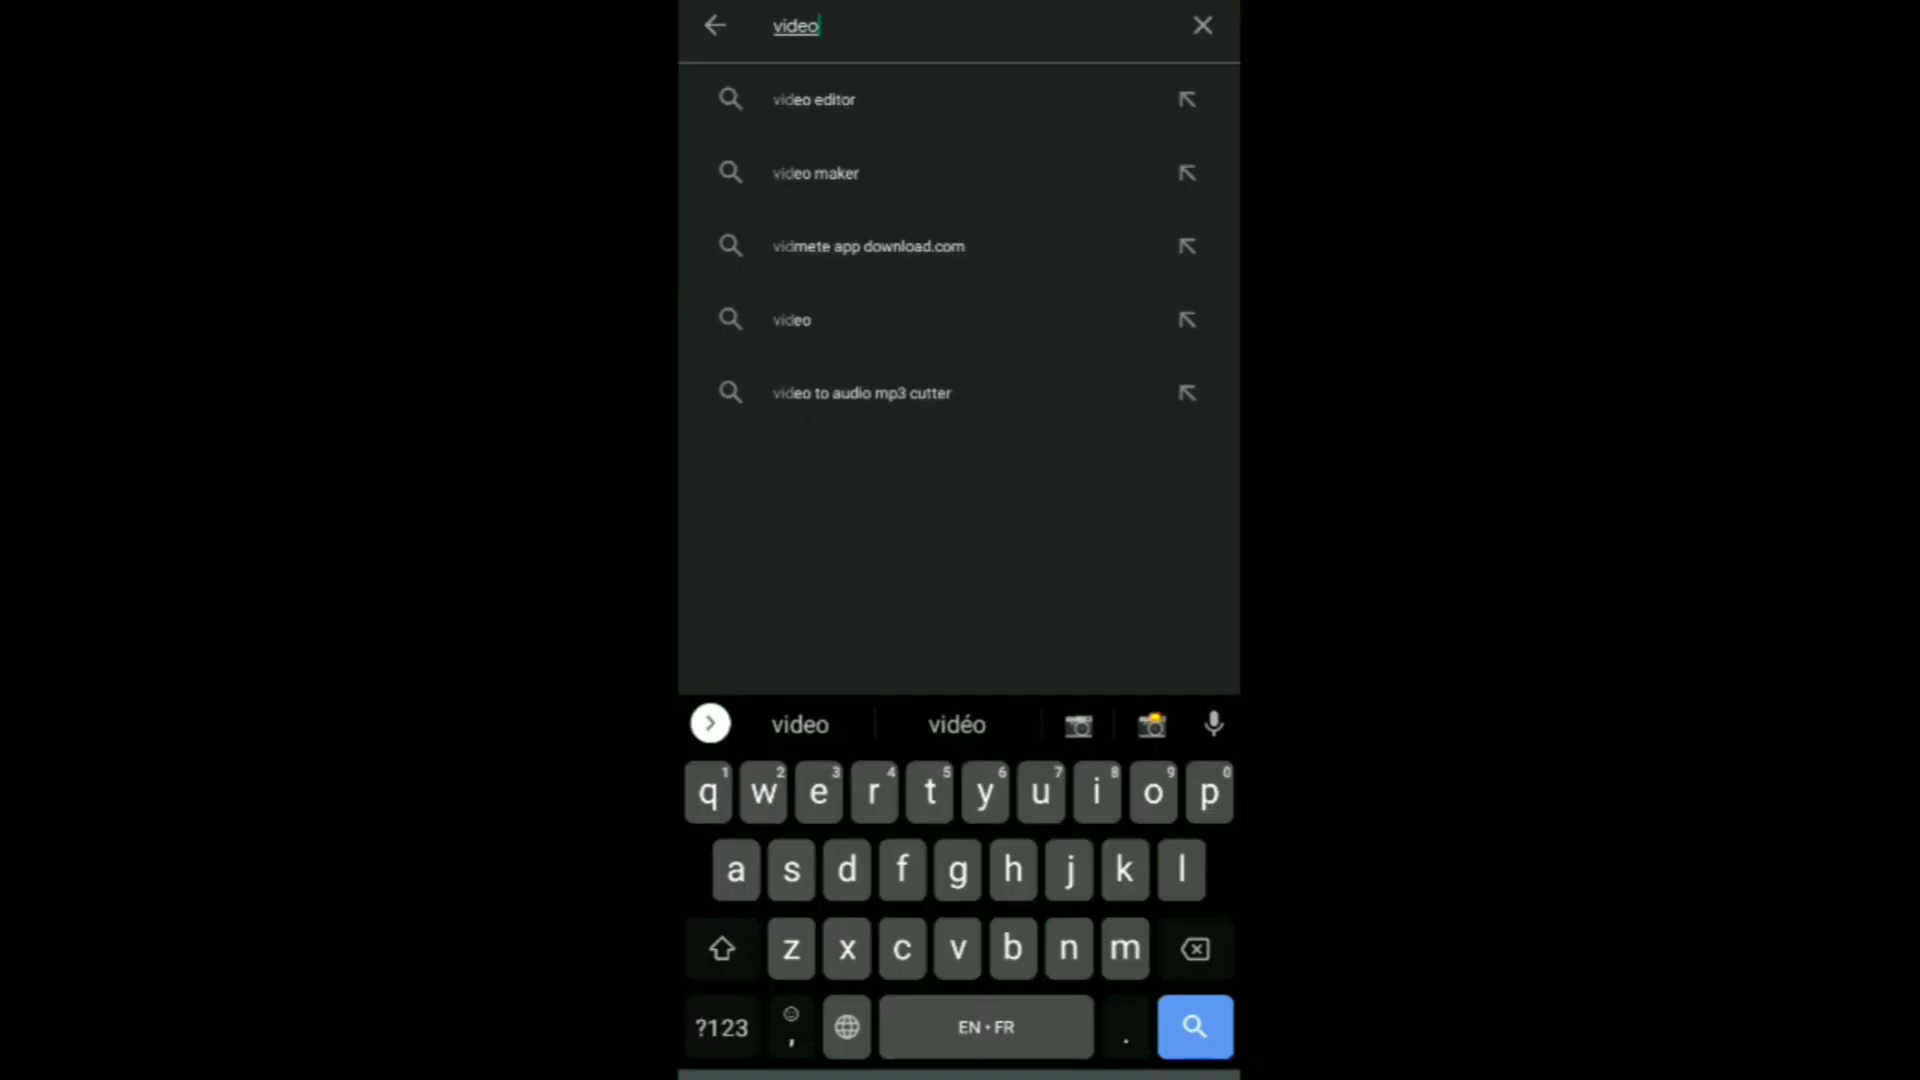 video
video editor
video maker
vidmete app download.com
video
video to audio mp3 cutter
video vidéo
1 2 3 4 5 6 7 8 9 0
q w e r t y u i o p
a s d f g h j k l
z x c v b n m
?123 , EN • FR .